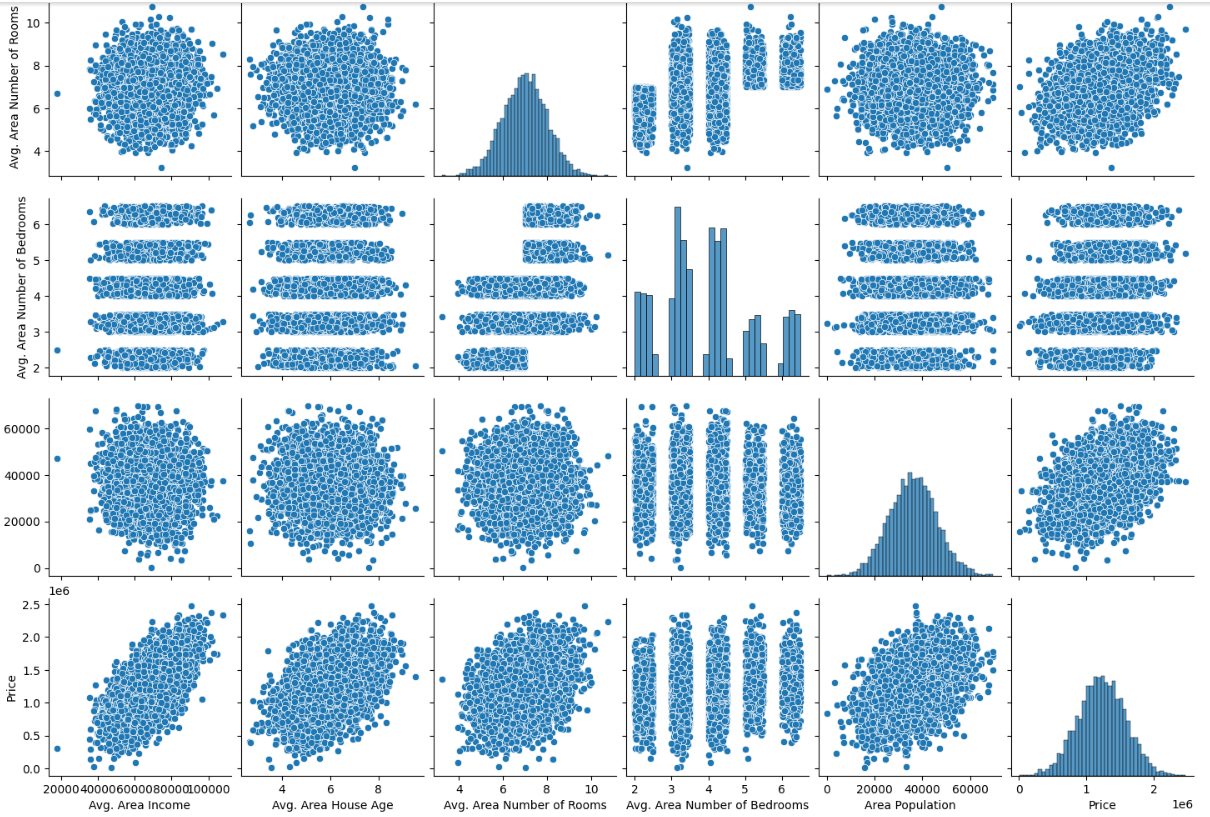 10
8
6
4
Avg. Area Number of Rooms
4
6
8
10
6
5
4
3
2
Avg. Area Number of Bedrooms
60000
40000
20000
0
1e6
2.5
2.0
1.5
1.0
0.5
0.0
Price
20000 40000 60000 80000 100000
4 6 8
4 6 8 10
2 3 4 5 6
0 20000 40000 60000
0 1 2
1e6
Avg. Area Income
Avg. Area House Age
Avg. Area Number of Rooms
Avg. Area Number of Bedrooms
Area Population
Price